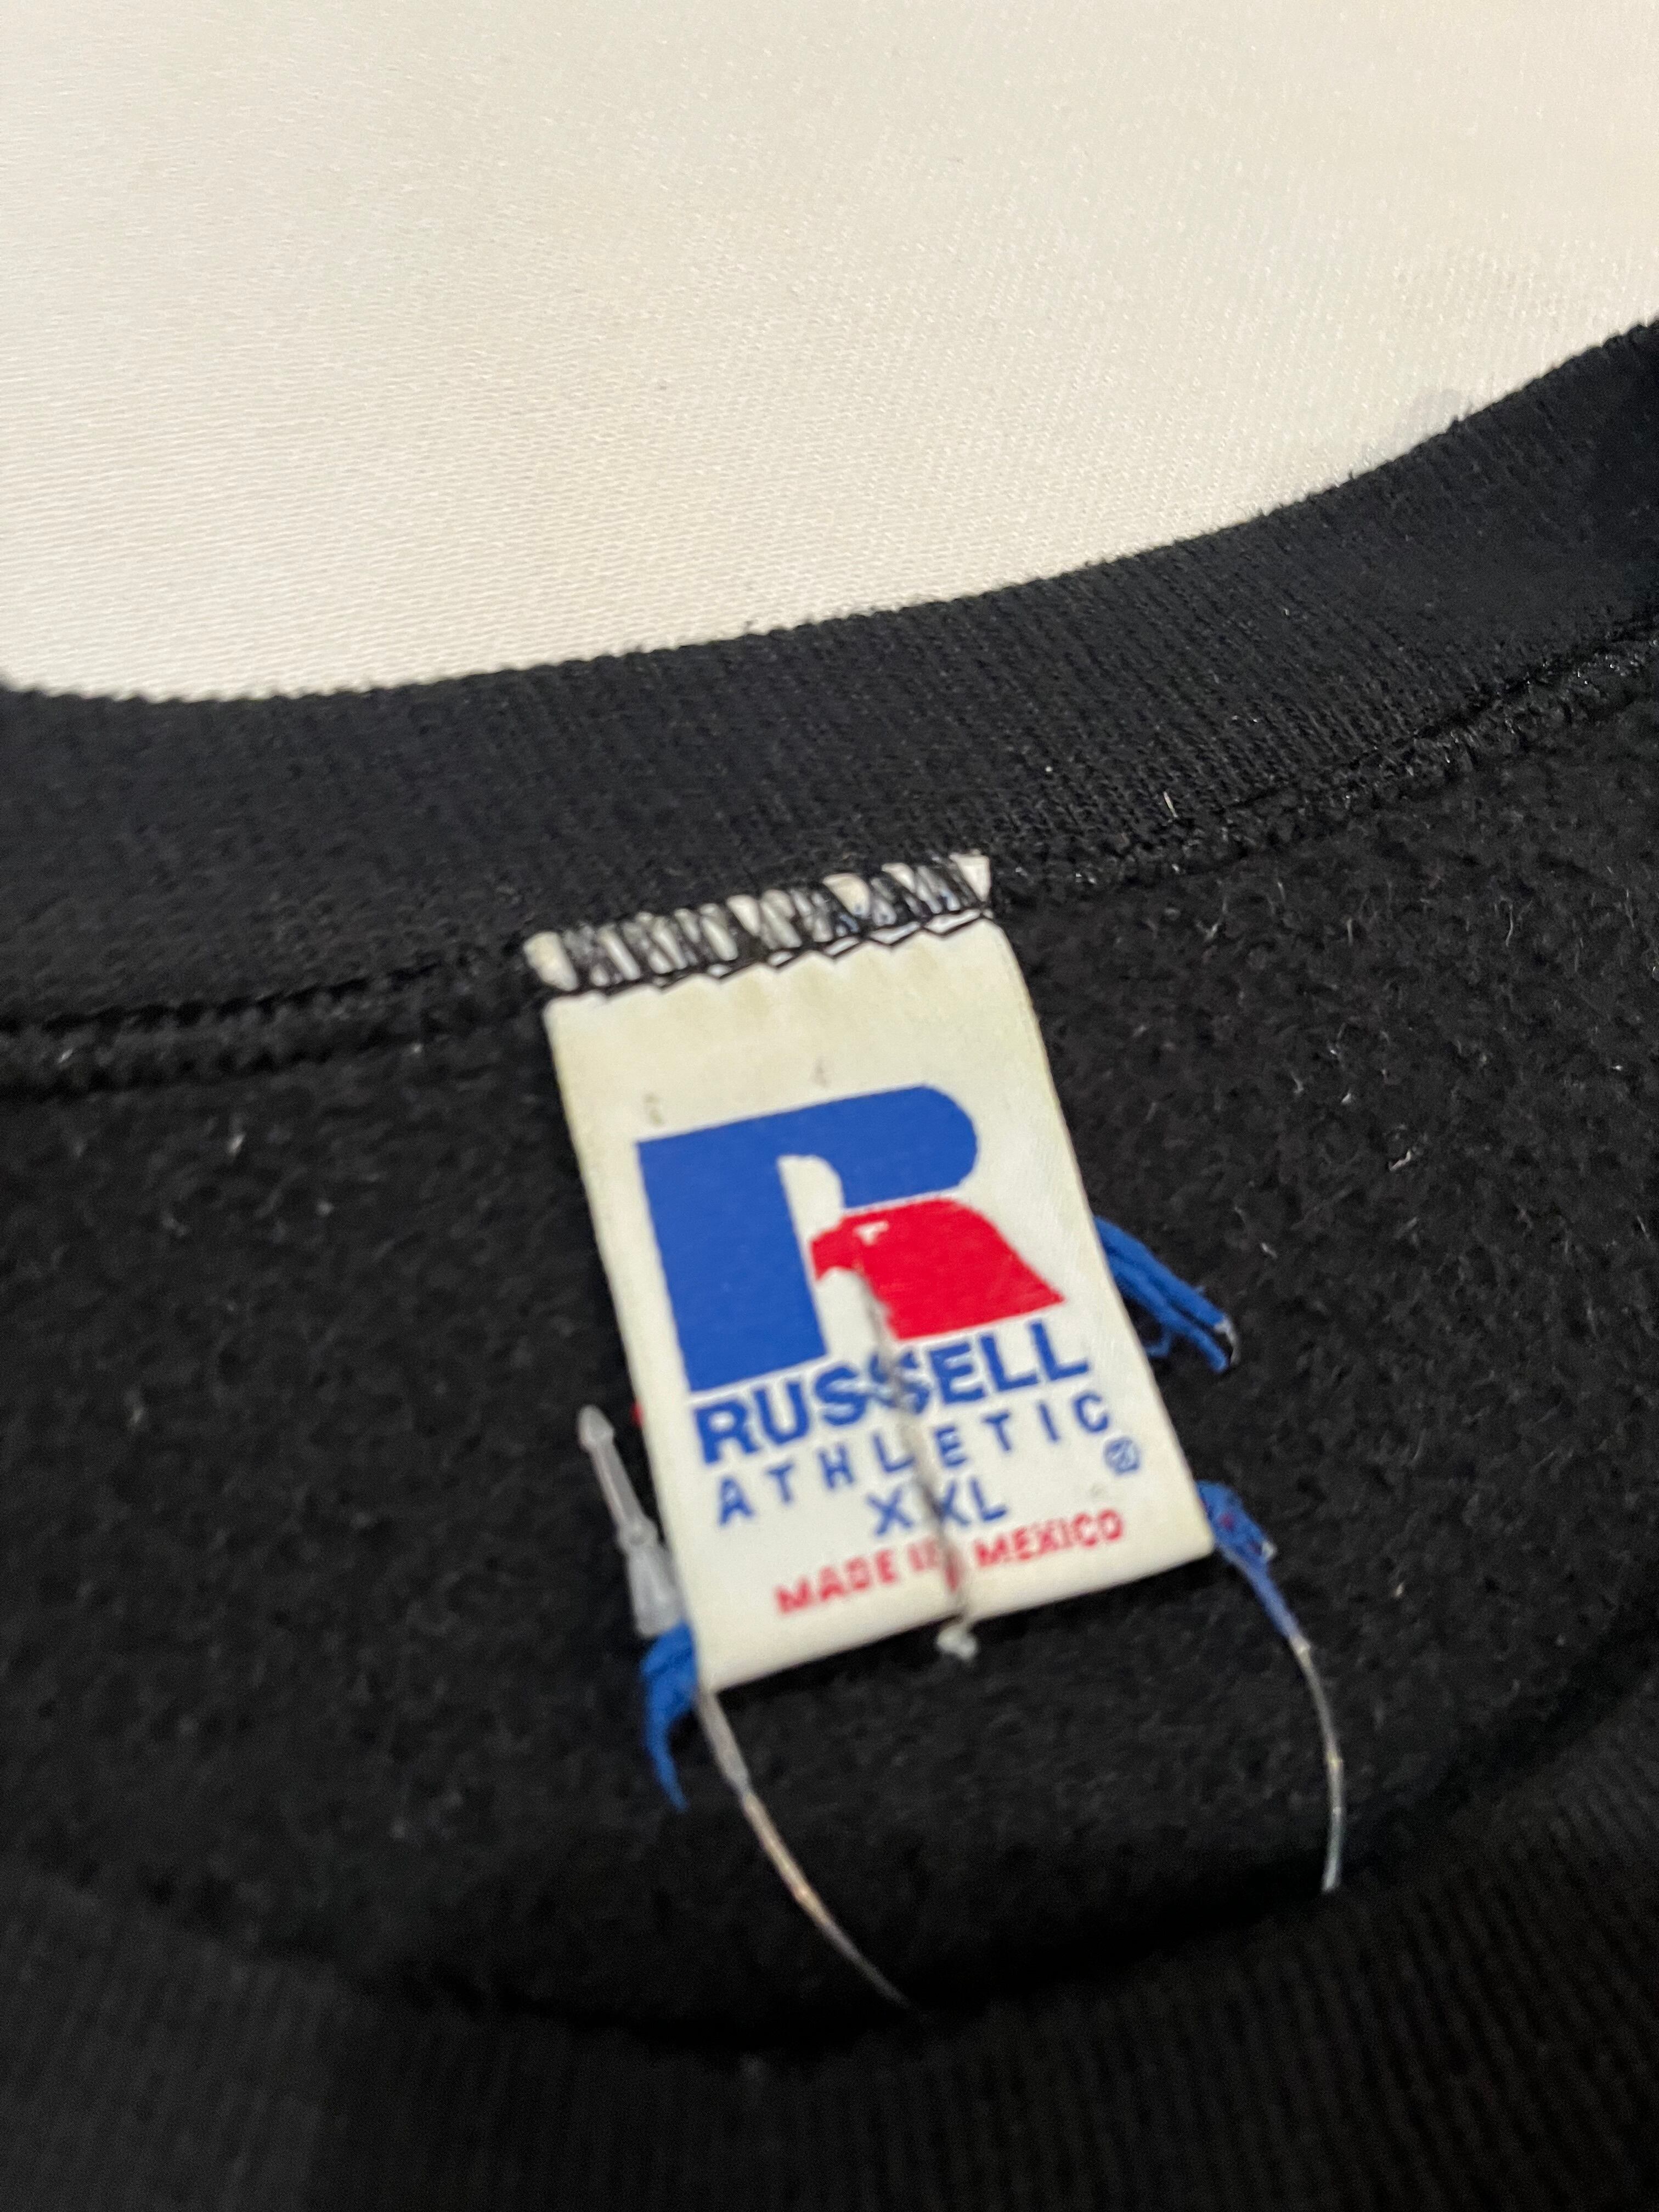 R
RUSSELL
ATHLETIC®
XXL
MADE IN MEXICO